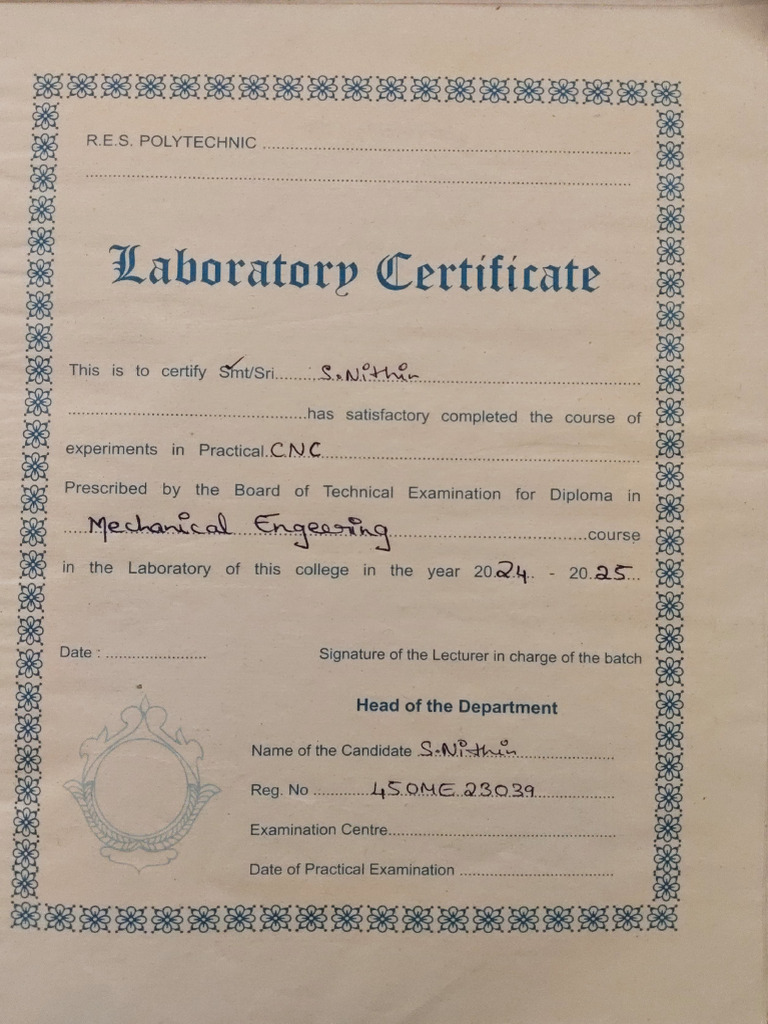 R.E.S. POLYTECHNIC
Laboratory Certificate
This is to certify Smt/Sri S. Nithin
has satisfactory completed the course of
experiments in Practical CNC
Prescribed by the Board of Technical Examination for Diploma in
Mechanical Engeering course
in the Laboratory of this college in the year 2024 - 2025
Date :
Signature of the Lecturer in charge of the batch
Head of the Department
Name of the Candidate S. Nithin
Reg. No 450ME23039
Examination Centre
Date of Practical Examination